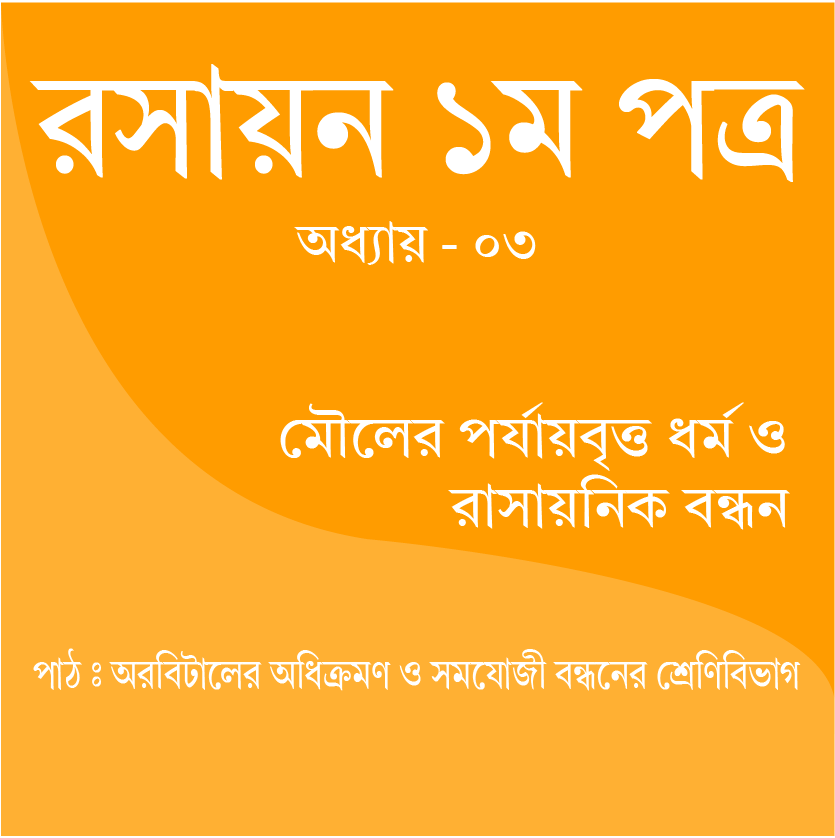 রসায়ন ১ম পত্র
অধ্যায় - ০৩
মৌলের পর্যায়বৃত্ত ধর্ম ও
রাসায়নিক বন্ধন
পাঠ ঃ অরবিটালের অধিক্রমণ ও সমযোজী বন্ধনের শ্রেণিবিভাগ